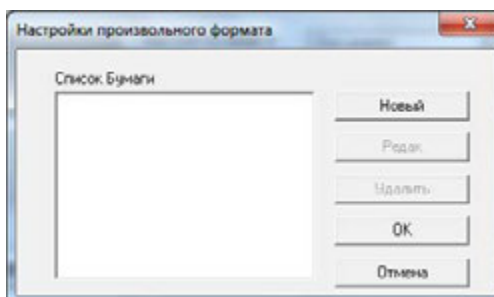 Настройки произвольного формата
Список Бумаги
Новый
Редак.
Удалить
OK
Отмена